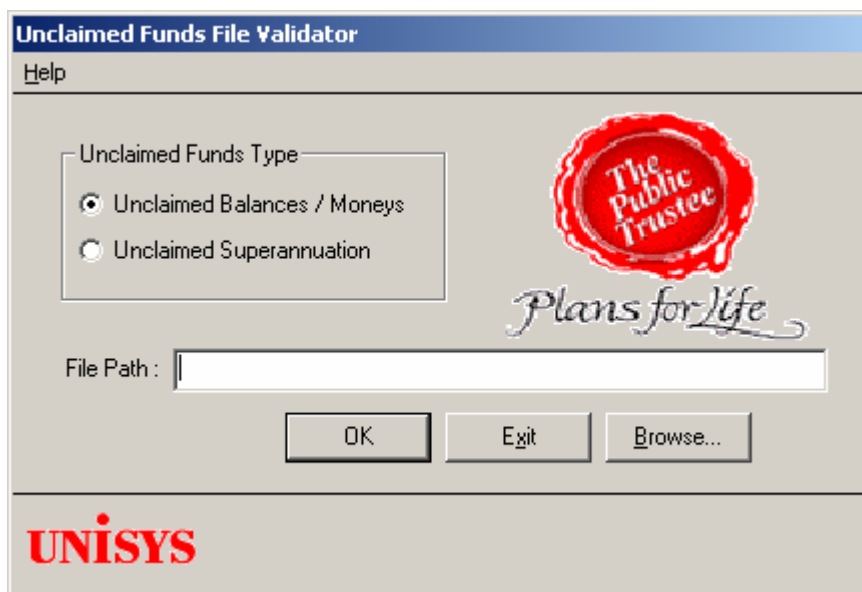 Unclaimed Funds File Validator
Help
Unclaimed Funds Type
Unclaimed Balances / Moneys
Unclaimed Superannuation
The
Public
Trustee
Plans for Life
File Path :
OK
Exit
Browse...
UNiSYS